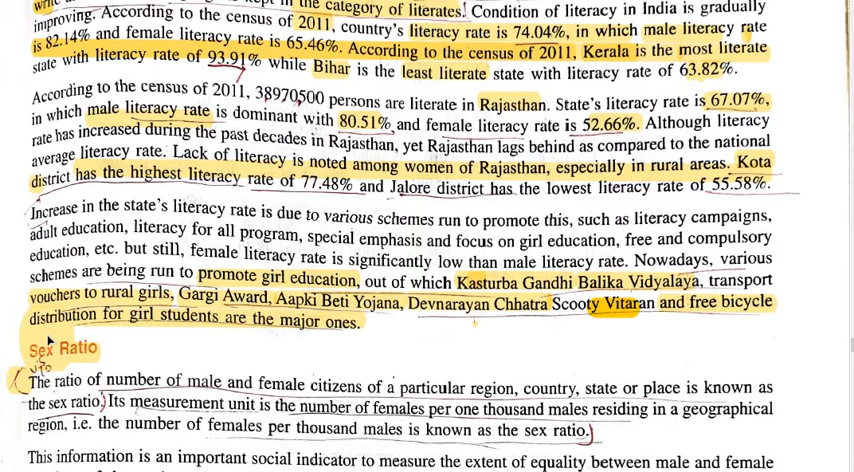 the category of literates. Condition of literacy in India is gradually
improving. According to the census of 2011, country's literacy rate is 74.04%, in which male literacy rate
is 82.14% and female literacy rate is 65.46%. According to the census of 2011, Kerala is the most literate
state with literacy rate of 93.91% while Bihar is the least literate state with literacy rate of 63.82%.
According to the census of 2011, 38970500 persons are literate in Rajasthan. State's literacy rate is 67.07%,
in which male literacy rate is dominant with 80.51% and female literacy rate is 52.66%. Although literacy
rate has increased during the past decades in Rajasthan, yet Rajasthan lags behind as compared to the national
average literacy rate. Lack of literacy is noted among women of Rajasthan, especially in rural areas. Kota
district has the highest literacy rate of 77.48% and Jalore district has the lowest literacy rate of 55.58%.
Increase in the state's literacy rate is due to various schemes run to promote this, such as literacy campaigns,
adult education, literacy for all program, special emphasis and focus on girl education, free and compulsory
education, etc. but still, female literacy rate is significantly low than male literacy rate. Nowadays, various
schemes are being run to promote girl education, out of which Kasturba Gandhi Balika Vidyalaya, transport
vouchers to rural girls, Gargi Award, Aapki Beti Yojana, Devnarayan Chhatra Scooty Vitaran and free bicycle
distribution for girl students are the major ones.
Sex Ratio
The ratio of number of male and female citizens of a particular region, country, state or place is known as
the sex ratio. Its measurement unit is the number of females per one thousand males residing in a geographical
region, i.e. the number of females per thousand males is known as the sex ratio.
This information is an important social indicator to measure the extent of equality between male and female